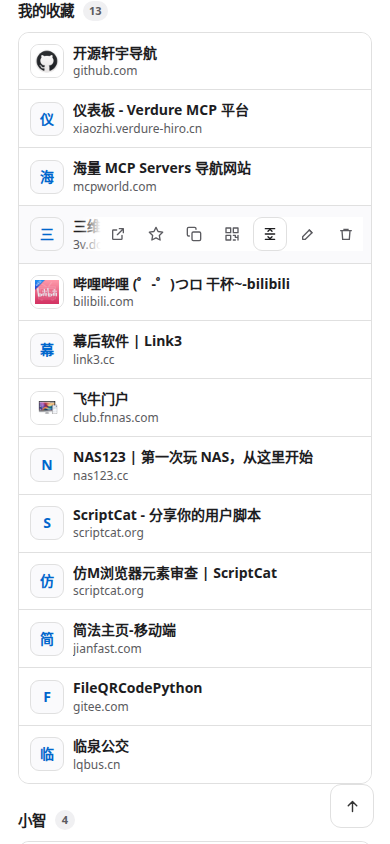 我的收藏 13
开源轩宇导航
github.com
仪
仪表板 - Verdure MCP 平台
xiaozhi.verdure-hiro.cn
海
海量 MCP Servers 导航网站
mcpworld.com
三
三维
3v.do
哔哩哔哩 (゜-゜)つロ 干杯~-bilibili
bilibili.com
幕
幕后软件 | Link3
link3.cc
飞牛门户
club.fnnas.com
N
NAS123 | 第一次玩 NAS，从这里开始
nas123.cc
S
ScriptCat - 分享你的用户脚本
scriptcat.org
仿
仿M浏览器元素审查 | ScriptCat
scriptcat.org
简
简法主页-移动端
jianfast.com
F
FileQRCodePython
gitee.com
临
临泉公交
lqbus.cn
小智 4